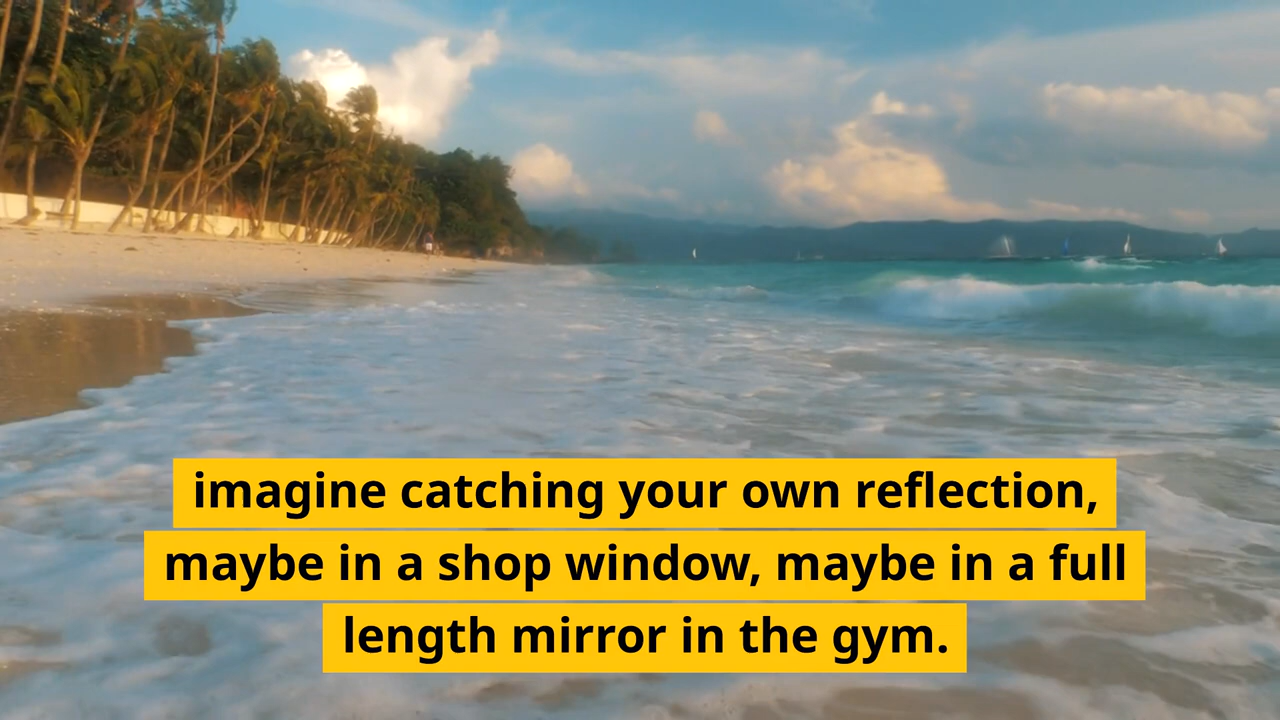 imagine catching your own reflection,
maybe in a shop window, maybe in a full
length mirror in the gym.